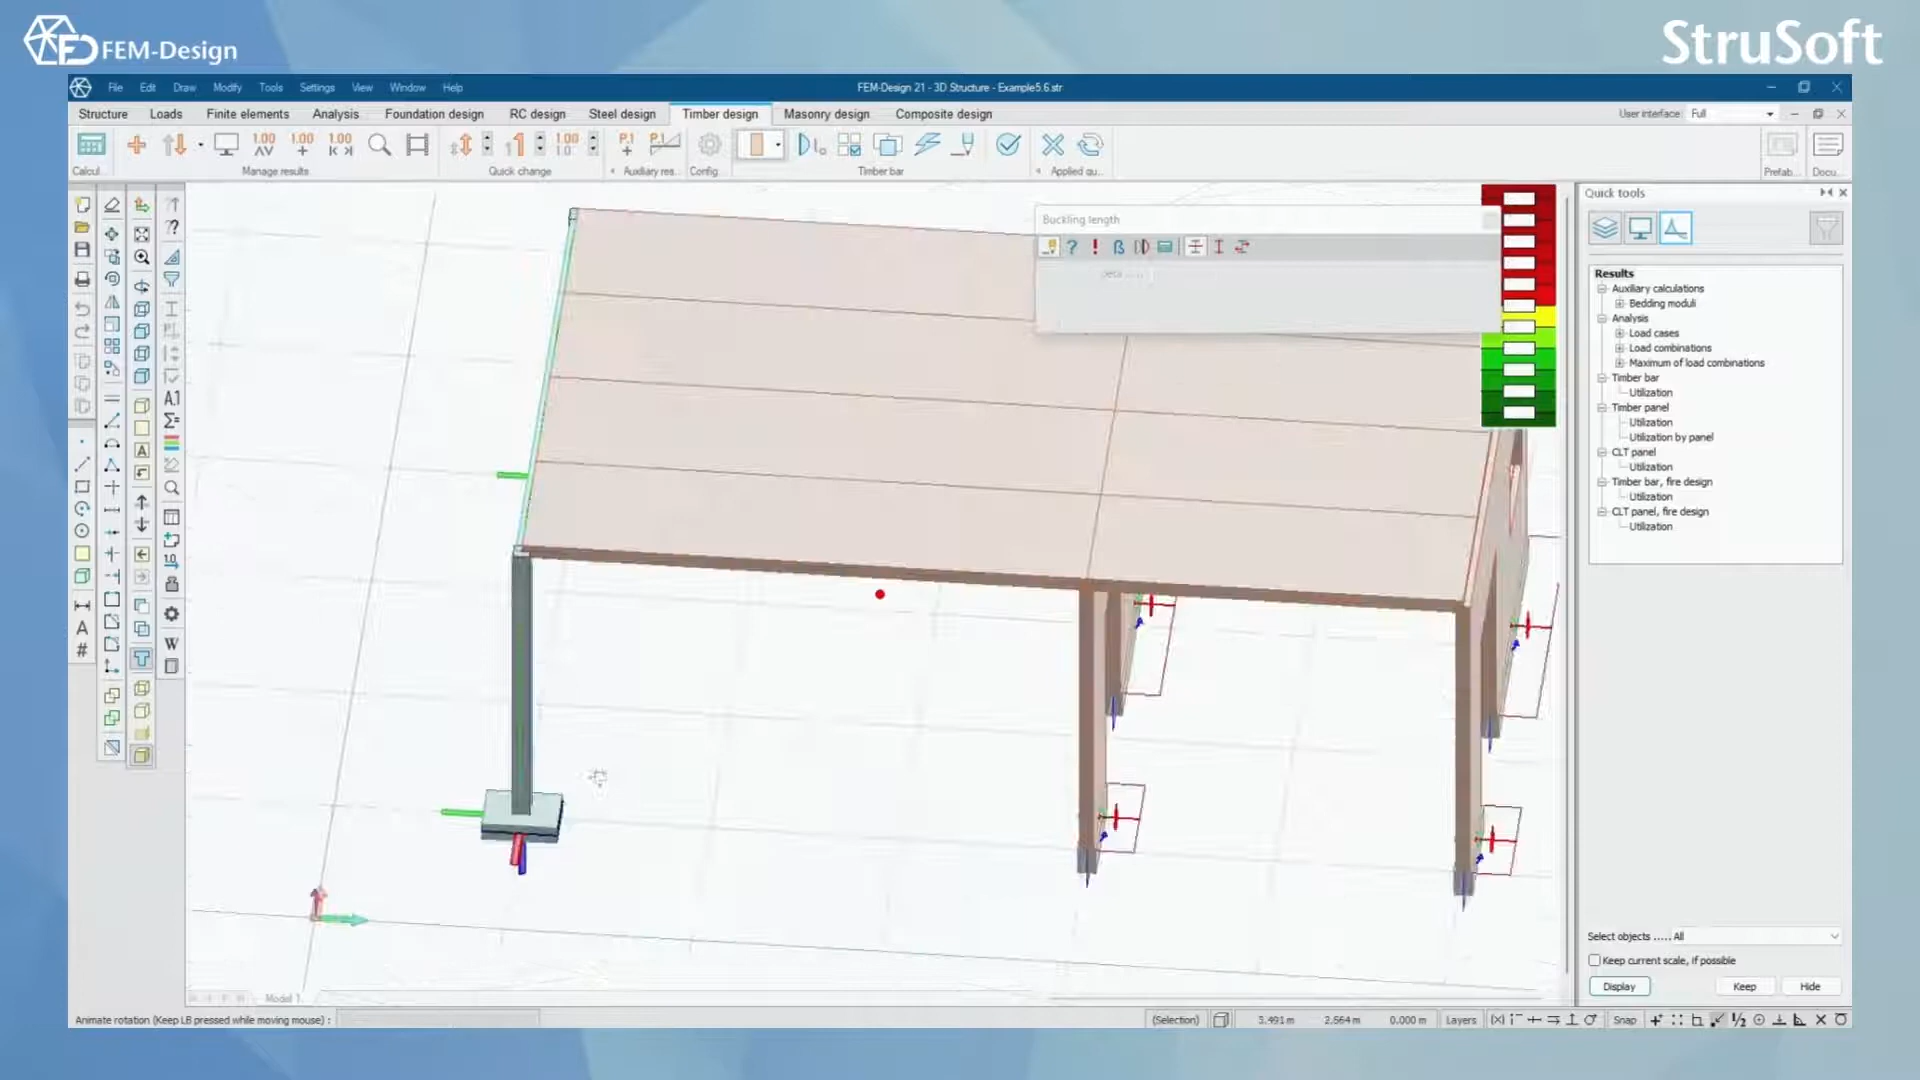 FEM-Design
StruSoft
File Edit Draw Modify Tools Settings View Window Help
FEM-Design 21 - 3D Structure - Example5.6.str
Structure Loads Finite elements Analysis Foundation design RC design Steel design Timber design Masonry design Composite design
User interface: Full
Calcul... Manage results Quick change Auxiliary res... Config. Timber bar Applied qu... Prefab... Docu...
Quick tools
Buckling length
Results
Auxiliary calculations
Bedding moduli
Analysis
Load cases
Load combinations
Maximum of load combinations
Timber bar
Utilization
Timber panel
Utilization
Utilization by panel
CLT panel
Utilization
Timber bar, fire design
Utilization
CLT panel, fire design
Utilization
Select objects ..... All
Keep current scale, if possible
Display Keep Hide
Model 1
Animate rotation (Keep LB pressed while moving mouse) :
(Selection) 3.491 m 2.564 m 0.000 m Layers Snap